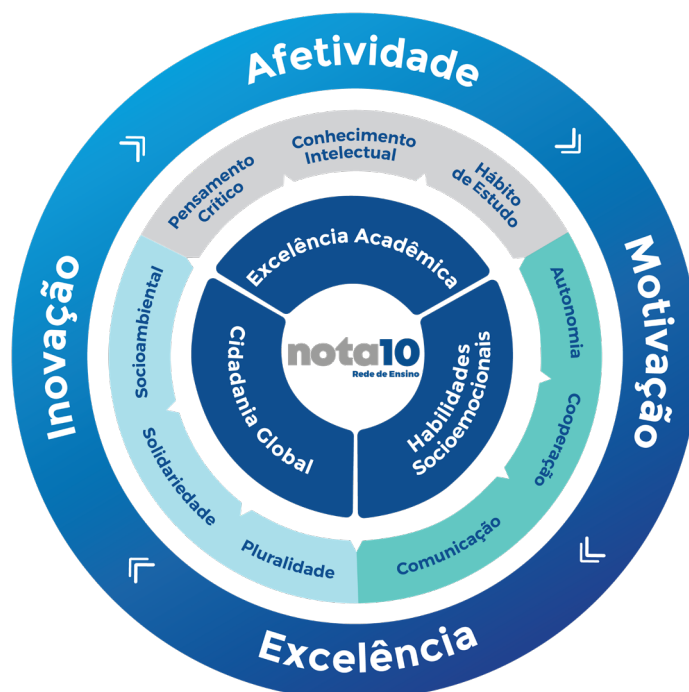 Afetividade
Conhecimento
Intelectual
Pensamento
Crítico
Hábito
de Estudo
Excelência Acadêmica
Inovação
Motivação
Socioambiental
Autonomia
Cidadania Global
nota10
Rede de Ensino
Habilidades
Socioemocionais
Solidariedade
Cooperação
Pluralidade
Comunicação
Excelência